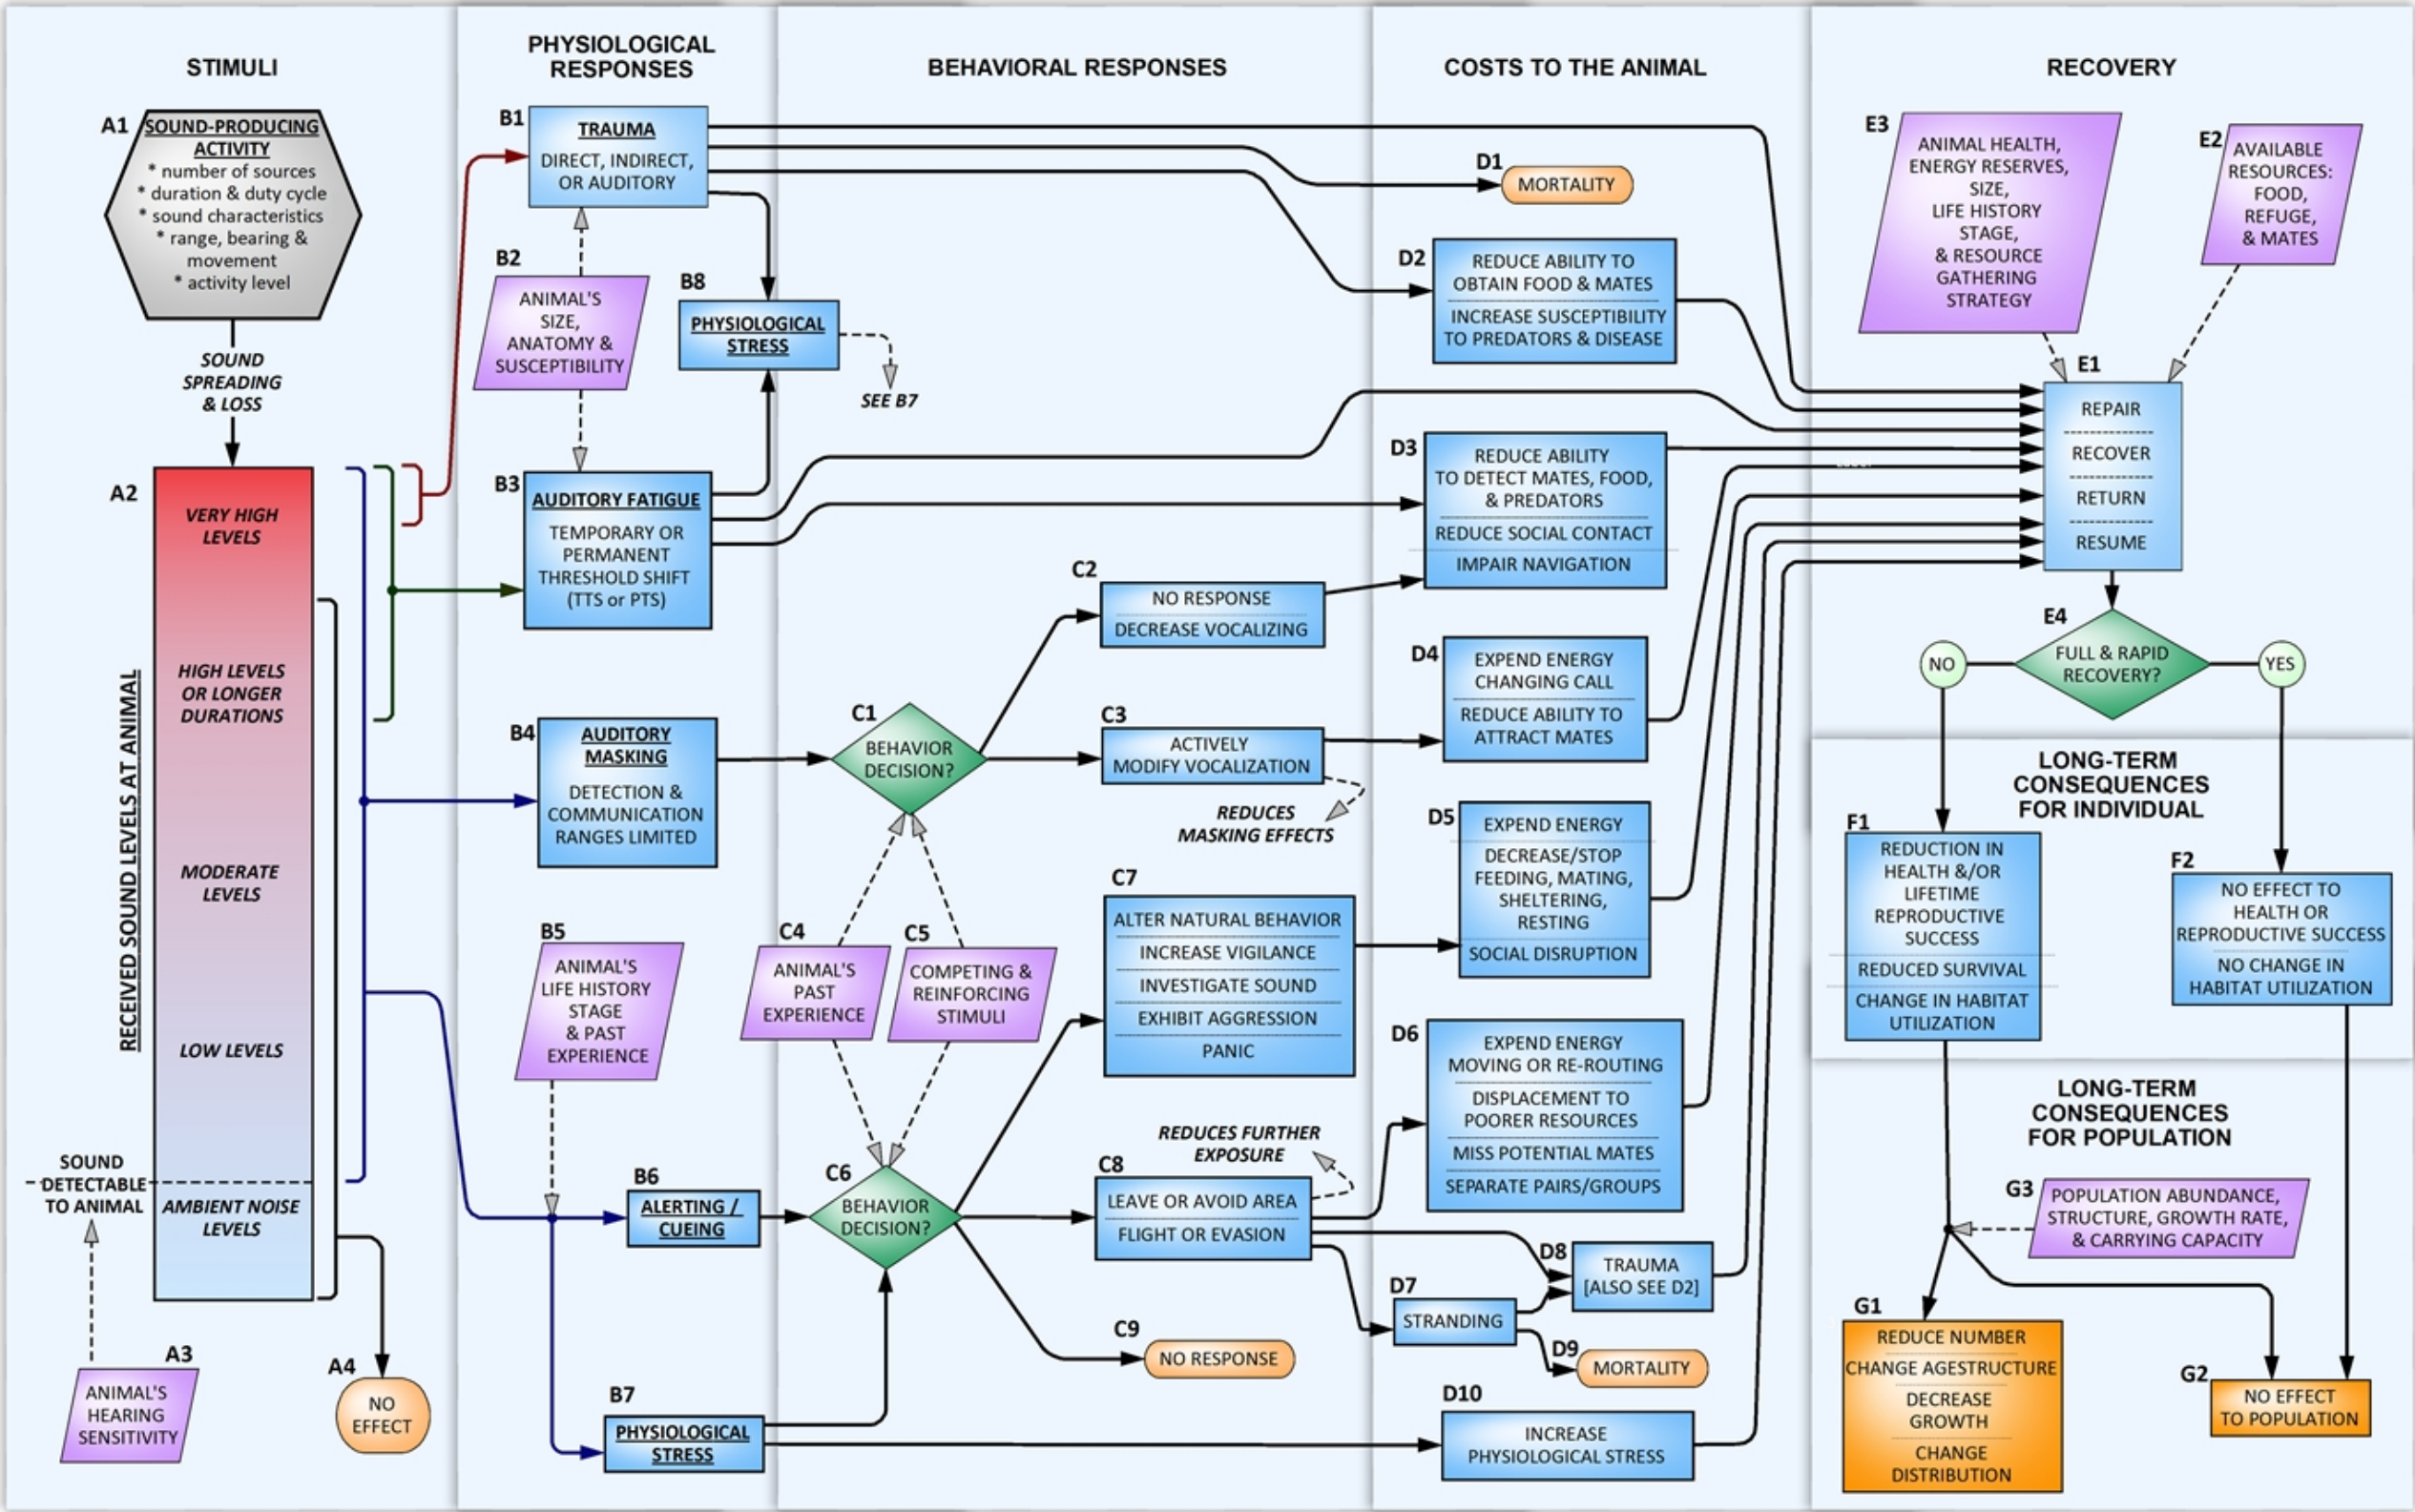 STIMULI
A1
SOUND-PRODUCING
ACTIVITY
* number of sources
* duration & duty cycle
* sound characteristics
* range, bearing &
movement
* activity level
SOUND
SPREADING
& LOSS
A2
VERY HIGH
LEVELS
HIGH LEVELS
OR LONGER
DURATIONS
MODERATE
LEVELS
LOW LEVELS
AMBIENT NOISE
LEVELS
RECEIVED SOUND LEVELS AT ANIMAL
SOUND
DETECTABLE
TO ANIMAL
A3
ANIMAL'S
HEARING
SENSITIVITY
A4
NO
EFFECT
PHYSIOLOGICAL
RESPONSES
B1
TRAUMA
DIRECT, INDIRECT,
OR AUDITORY
B2
ANIMAL'S
SIZE,
ANATOMY &
SUSCEPTIBILITY
B8
PHYSIOLOGICAL
STRESS
SEE B7
B3
AUDITORY FATIGUE
TEMPORARY OR
PERMANENT
THRESHOLD SHIFT
(TTS or PTS)
B4
AUDITORY
MASKING
DETECTION &
COMMUNICATION
RANGES LIMITED
B5
ANIMAL'S
LIFE HISTORY
STAGE
& PAST
EXPERIENCE
B6
ALERTING /
CUEING
B7
PHYSIOLOGICAL
STRESS
BEHAVIORAL RESPONSES
C1
BEHAVIOR
DECISION?
C2
NO RESPONSE
DECREASE VOCALIZING
C3
ACTIVELY
MODIFY VOCALIZATION
REDUCES
MASKING EFFECTS
C4
ANIMAL'S
PAST
EXPERIENCE
C5
COMPETING &
REINFORCING
STIMULI
C6
BEHAVIOR
DECISION?
C7
ALTER NATURAL BEHAVIOR
INCREASE VIGILANCE
INVESTIGATE SOUND
EXHIBIT AGGRESSION
PANIC
REDUCES FURTHER
EXPOSURE
C8
LEAVE OR AVOID AREA
FLIGHT OR EVASION
C9
NO RESPONSE
COSTS TO THE ANIMAL
D1
MORTALITY
D2
REDUCE ABILITY TO
OBTAIN FOOD & MATES
INCREASE SUSCEPTIBILITY
TO PREDATORS & DISEASE
D3
REDUCE ABILITY
TO DETECT MATES, FOOD,
& PREDATORS
REDUCE SOCIAL CONTACT
IMPAIR NAVIGATION
D4
EXPEND ENERGY
CHANGING CALL
REDUCE ABILITY TO
ATTRACT MATES
D5
EXPEND ENERGY
DECREASE/STOP
FEEDING, MATING,
SHELTERING,
RESTING
SOCIAL DISRUPTION
D6
EXPEND ENERGY
MOVING OR RE-ROUTING
DISPLACEMENT TO
POORER RESOURCES
MISS POTENTIAL MATES
SEPARATE PAIRS/GROUPS
D7
STRANDING
D8
TRAUMA
[ALSO SEE D2]
D9
MORTALITY
D10
INCREASE
PHYSIOLOGICAL STRESS
RECOVERY
E3
ANIMAL HEALTH,
ENERGY RESERVES,
SIZE,
LIFE HISTORY
STAGE,
& RESOURCE
GATHERING
STRATEGY
E2
AVAILABLE
RESOURCES:
FOOD,
REFUGE,
& MATES
E1
REPAIR
RECOVER
RETURN
RESUME
E4
FULL & RAPID
RECOVERY?
NO
YES
LONG-TERM
CONSEQUENCES
FOR INDIVIDUAL
F1
REDUCTION IN
HEALTH &/OR
LIFETIME
REPRODUCTIVE
SUCCESS
REDUCED SURVIVAL
CHANGE IN HABITAT
UTILIZATION
F2
NO EFFECT TO
HEALTH OR
REPRODUCTIVE SUCCESS
NO CHANGE IN
HABITAT UTILIZATION
LONG-TERM
CONSEQUENCES
FOR POPULATION
G3
POPULATION ABUNDANCE,
STRUCTURE, GROWTH RATE,
& CARRYING CAPACITY
G1
REDUCE NUMBER
CHANGE AGESTRUCTURE
DECREASE
GROWTH
CHANGE
DISTRIBUTION
G2
NO EFFECT
TO POPULATION